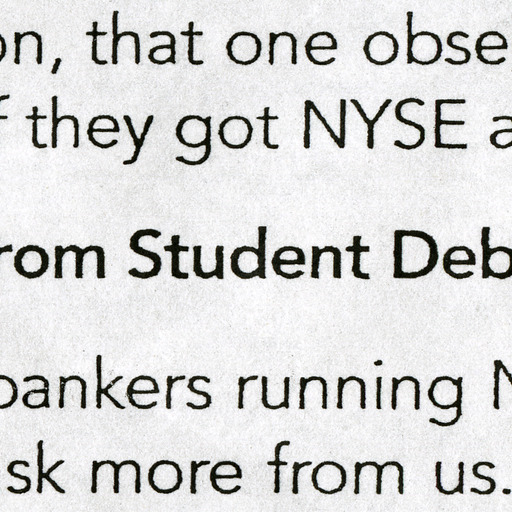 on, that one obse
f they got NYSE a
rom Student Deb
bankers running N
sk more from us.